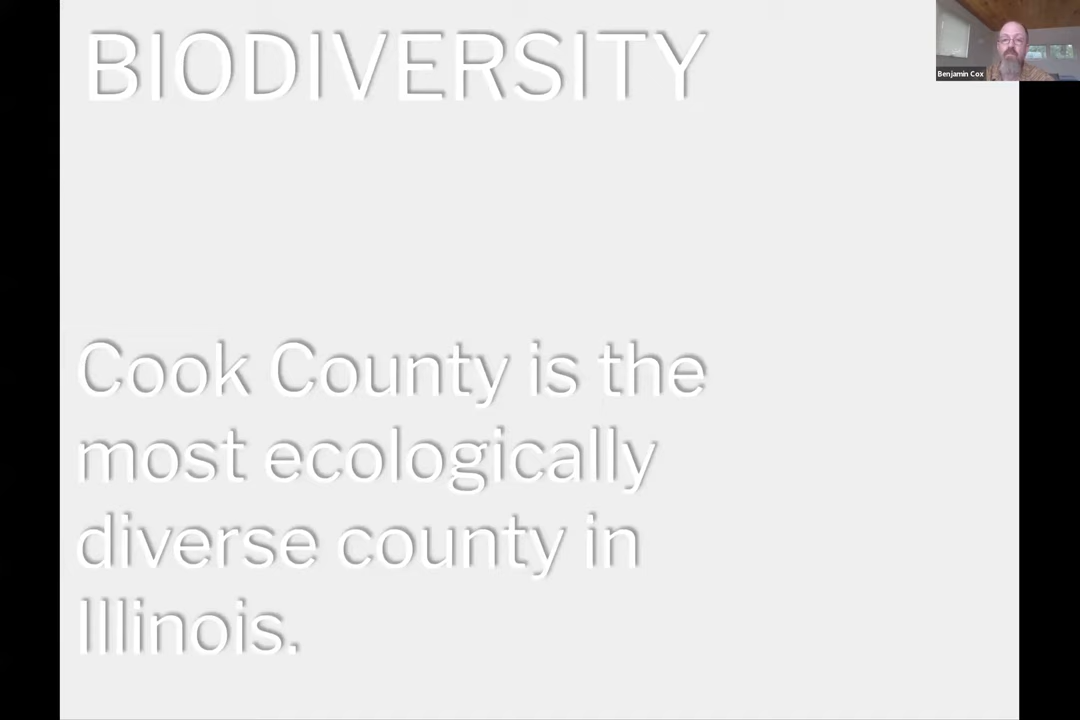 BIODIVERSITY
Benjamin Cox
Cook County is the
most ecologically
diverse county in
Illinois.